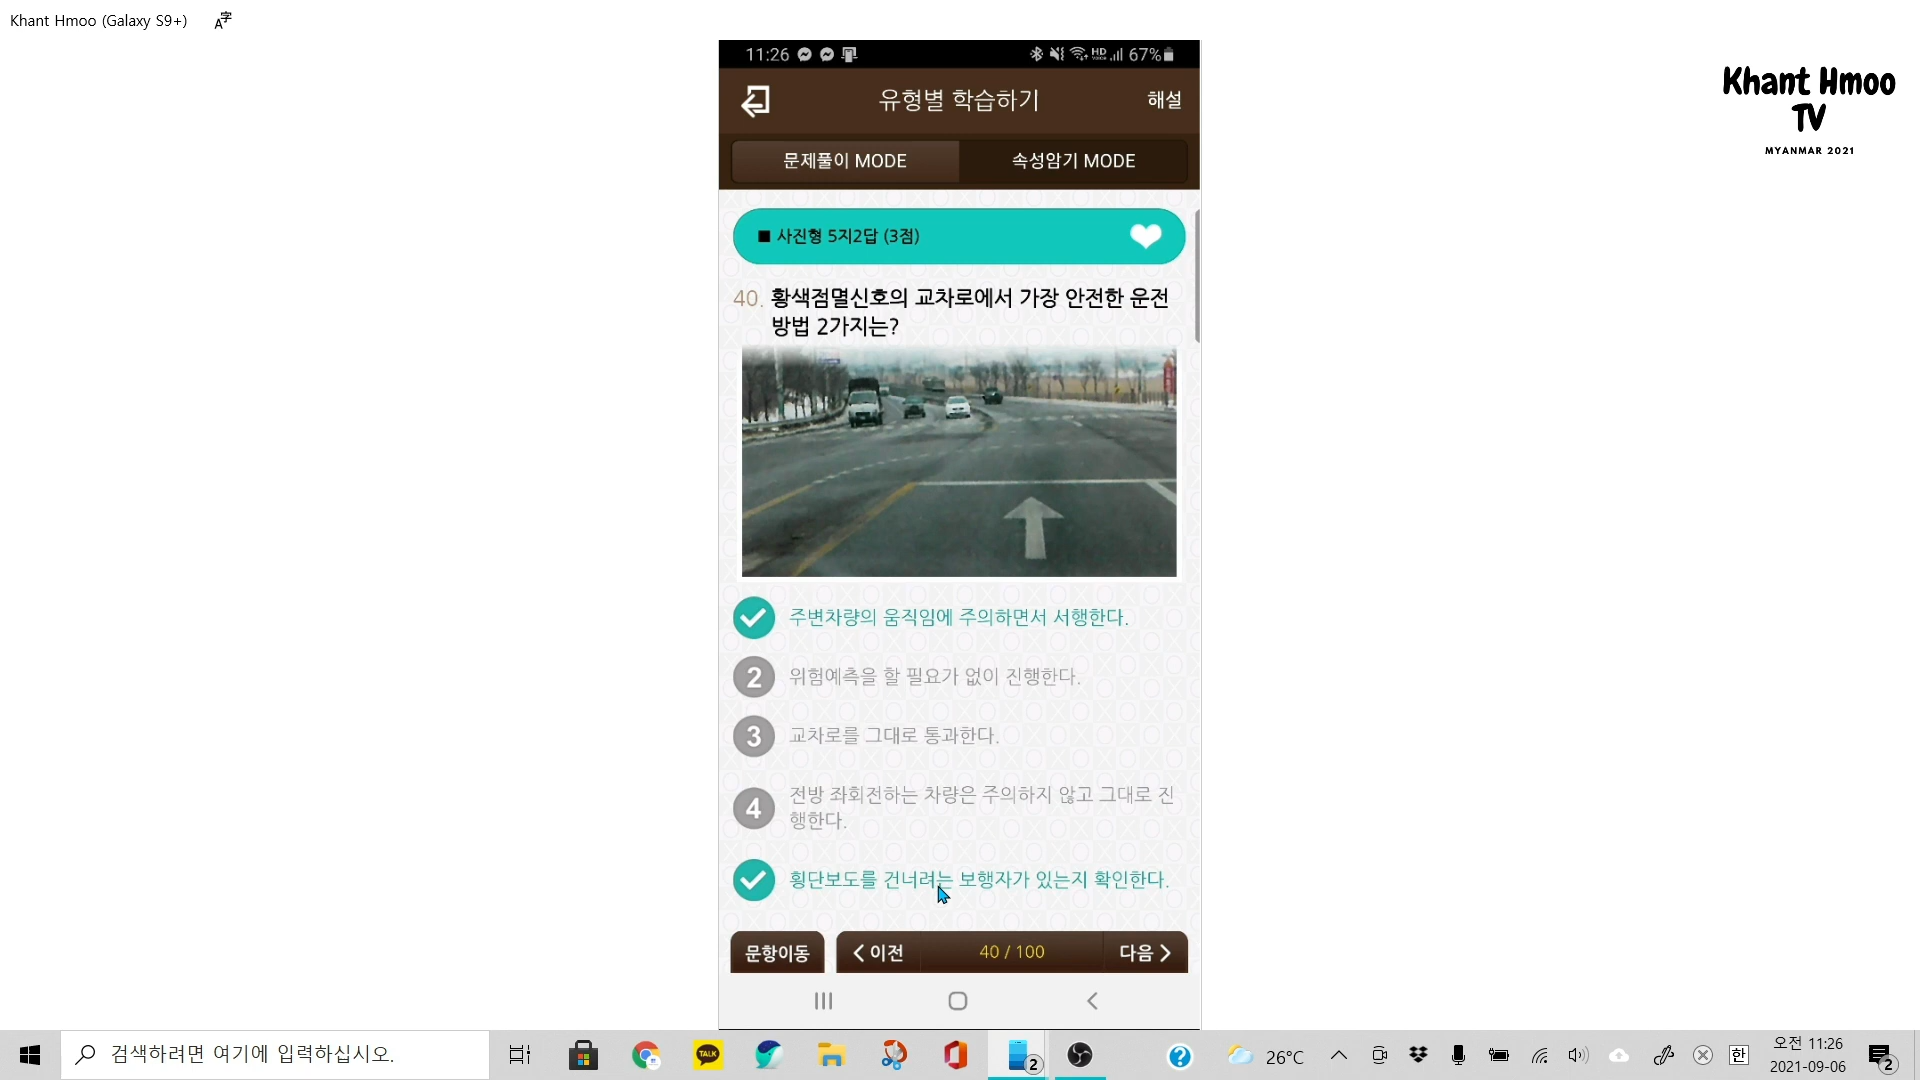 Khant Hmoo (Galaxy S9+)
Khant Hmoo
TV
MYANMAR 2021
11:26
HD
67%
유형별 학습하기
해설
문제풀이 MODE
속성암기 MODE
■ 사진형 5지2답 (3점)
40. 황색점멸신호의 교차로에서 가장 안전한 운전
방법 2가지는?
주변차량의 움직임에 주의하면서 서행한다.
2 위험예측을 할 필요가 없이 진행한다.
3 교차로를 그대로 통과한다.
4 전방 좌회전하는 차량은 주의하지 않고 그대로 진
행한다.
횡단보도를 건너려는 보행자가 있는지 확인한다.
문항이동
이전
40 / 100
다음
검색하려면 여기에 입력하십시오.
TALK
2
26°C
한
오전 11:26
2021-09-06
2